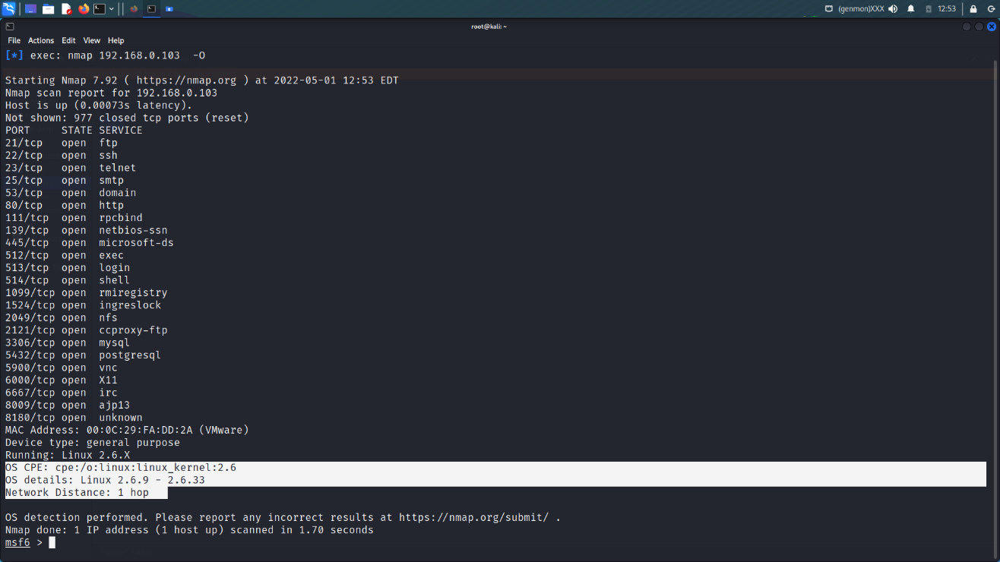 (genmon)XXX 12:53
root@kali: ~
File Actions Edit View Help
[*] exec: nmap 192.168.0.103  -O
Starting Nmap 7.92 ( https://nmap.org ) at 2022-05-01 12:53 EDT
Nmap scan report for 192.168.0.103
Host is up (0.00073s latency).
Not shown: 977 closed tcp ports (reset)
PORT     STATE SERVICE
21/tcp   open  ftp
22/tcp   open  ssh
23/tcp   open  telnet
25/tcp   open  smtp
53/tcp   open  domain
80/tcp   open  http
111/tcp  open  rpcbind
139/tcp  open  netbios-ssn
445/tcp  open  microsoft-ds
512/tcp  open  exec
513/tcp  open  login
514/tcp  open  shell
1099/tcp open  rmiregistry
1524/tcp open  ingreslock
2049/tcp open  nfs
2121/tcp open  ccproxy-ftp
3306/tcp open  mysql
5432/tcp open  postgresql
5900/tcp open  vnc
6000/tcp open  X11
6667/tcp open  irc
8009/tcp open  ajp13
8180/tcp open  unknown
MAC Address: 00:0C:29:FA:DD:2A (VMware)
Device type: general purpose
Running: Linux 2.6.X
OS CPE: cpe:/o:linux:linux_kernel:2.6
OS details: Linux 2.6.9 - 2.6.33
Network Distance: 1 hop
OS detection performed. Please report any incorrect results at https://nmap.org/submit/ .
Nmap done: 1 IP address (1 host up) scanned in 1.70 seconds
msf6 >